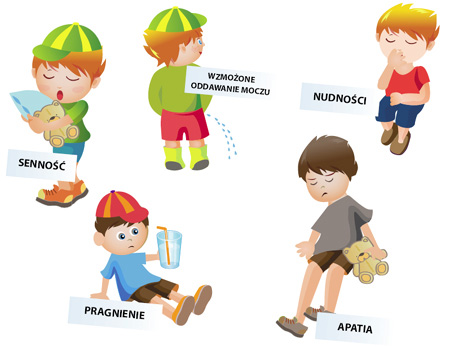 WZMOŻONE
ODDAWANIE MOCZU
NUDNOŚCI
SENNOŚĆ
PRAGNIENIE
APATIA